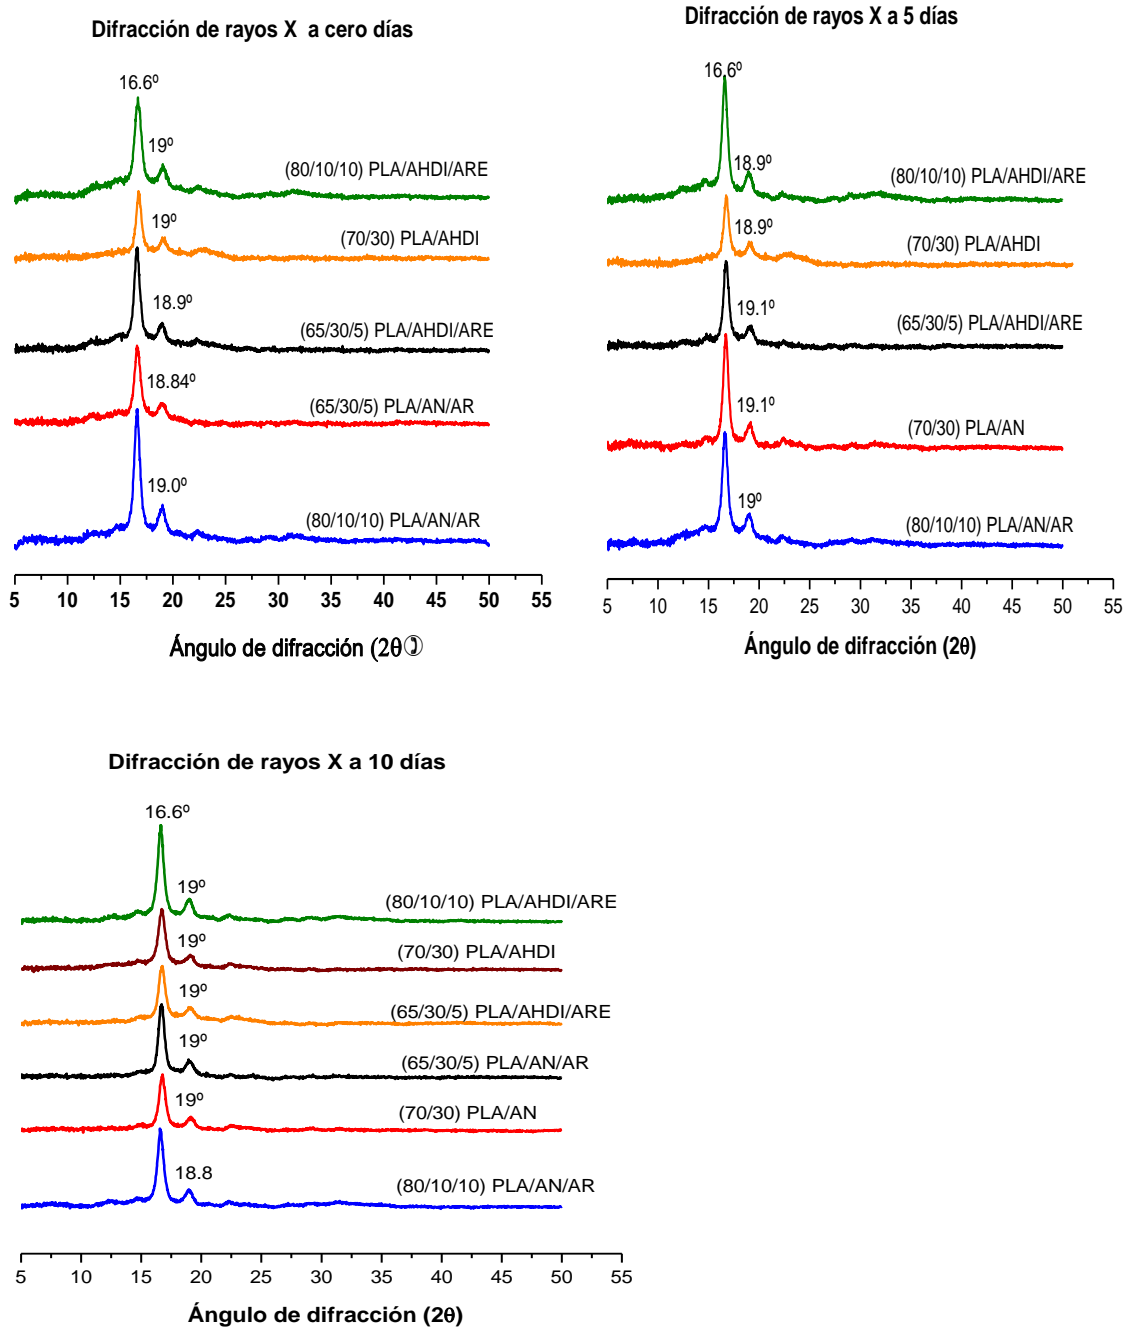 Difracción de rayos X a cero días
16.6º
19º
(80/10/10) PLA/AHDI/ARE
19º
(70/30) PLA/AHDI
18.9º
(65/30/5) PLA/AHDI/ARE
18.84º
(65/30/5) PLA/AN/AR
19.0º
(80/10/10) PLA/AN/AR
5 10 15 20 25 30 35 40 45 50 55
Ángulo de difracción (2θ)
Difracción de rayos X a 5 días
16.6º
18.9º
(80/10/10) PLA/AHDI/ARE
18.9º
(70/30) PLA/AHDI
19.1º
(65/30/5) PLA/AHDI/ARE
19.1º
(70/30) PLA/AN
19º
(80/10/10) PLA/AN/AR
5 10 15 20 25 30 35 40 45 50 55
Ángulo de difracción (2θ)
Difracción de rayos X a 10 días
16.6º
19º
(80/10/10) PLA/AHDI/ARE
19º
(70/30) PLA/AHDI
19º
(65/30/5) PLA/AHDI/ARE
19º
(65/30/5) PLA/AN/AR
19º
(70/30) PLA/AN
18.8
(80/10/10) PLA/AN/AR
5 10 15 20 25 30 35 40 45 50 55
Ángulo de difracción (2θ)